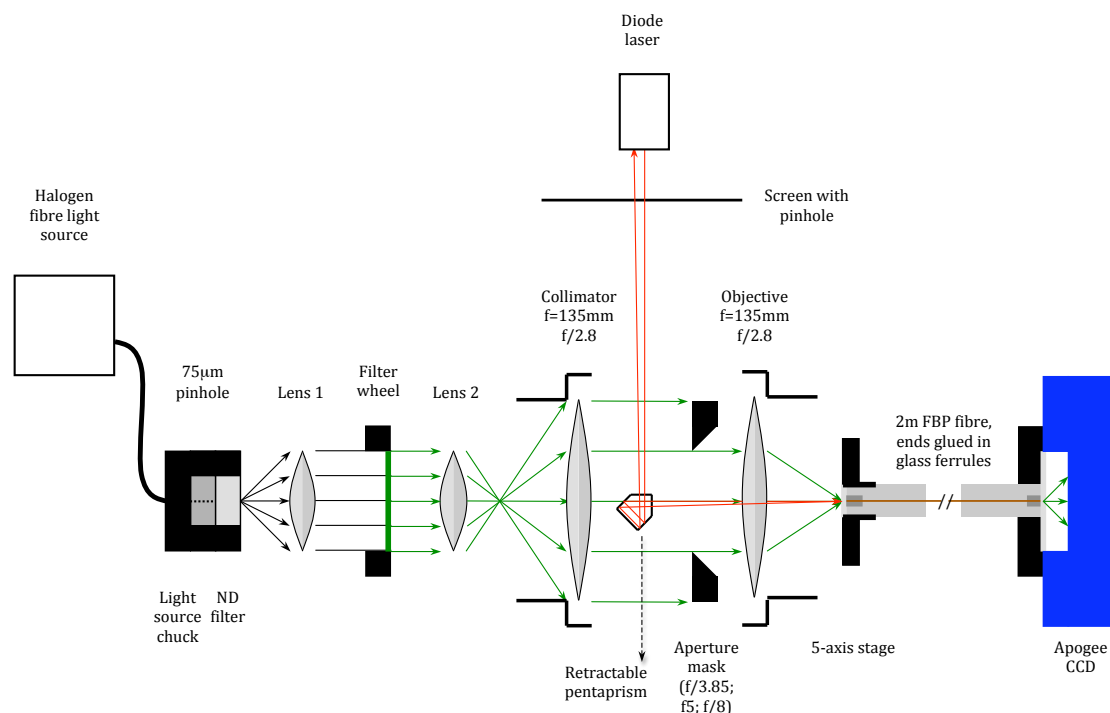 Diode
laser
Halogen
fibre light
source
Screen with
pinhole
Collimator
f=135mm
f/2.8
Objective
f=135mm
f/2.8
75μm
pinhole
Lens 1
Filter
wheel
Lens 2
2m FBP fibre,
ends glued in
glass ferrules
//
Light
source
chuck
ND
filter
Retractable
pentaprism
Aperture
mask
(f/3.85;
f5; f/8)
5-axis stage
Apogee
CCD